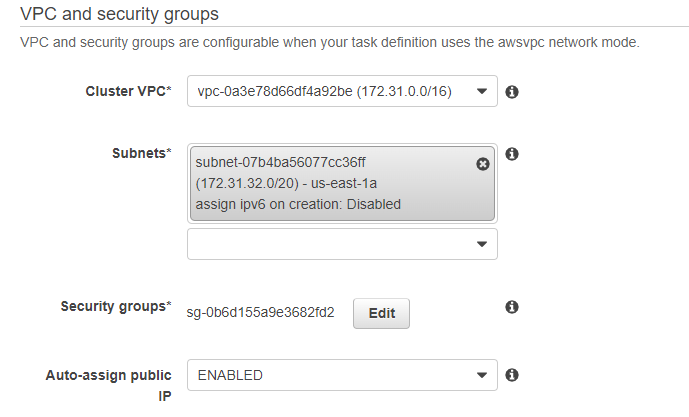 VPC and security groups
VPC and security groups are configurable when your task definition uses the awsvpc network mode.
Cluster VPC*
vpc-0a3e78d66df4a92be (172.31.0.0/16)
Subnets*
subnet-07b4ba56077cc36ff
(172.31.32.0/20) - us-east-1a
assign ipv6 on creation: Disabled
Security groups*
sg-0b6d155a9e3682fd2
Edit
Auto-assign public
IP
ENABLED